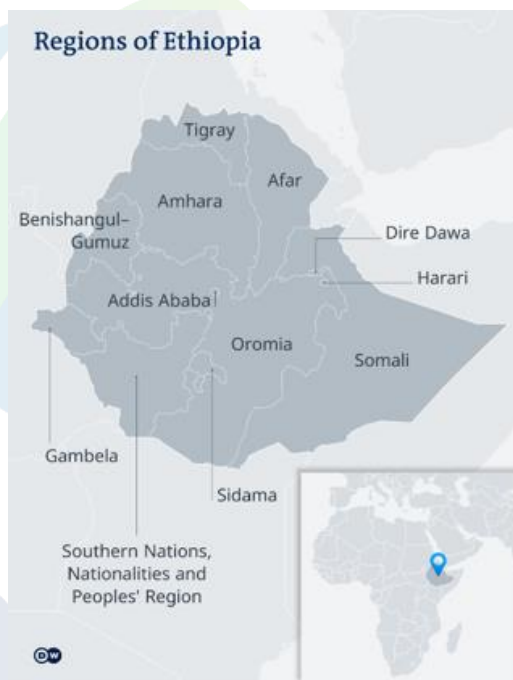 Regions of Ethiopia
Tigray
Afar
Amhara
Benishangul–
Gumuz
Dire Dawa
Harari
Addis Ababa
Oromia
Somali
Gambela
Sidama
Southern Nations,
Nationalities and
Peoples' Region
DW